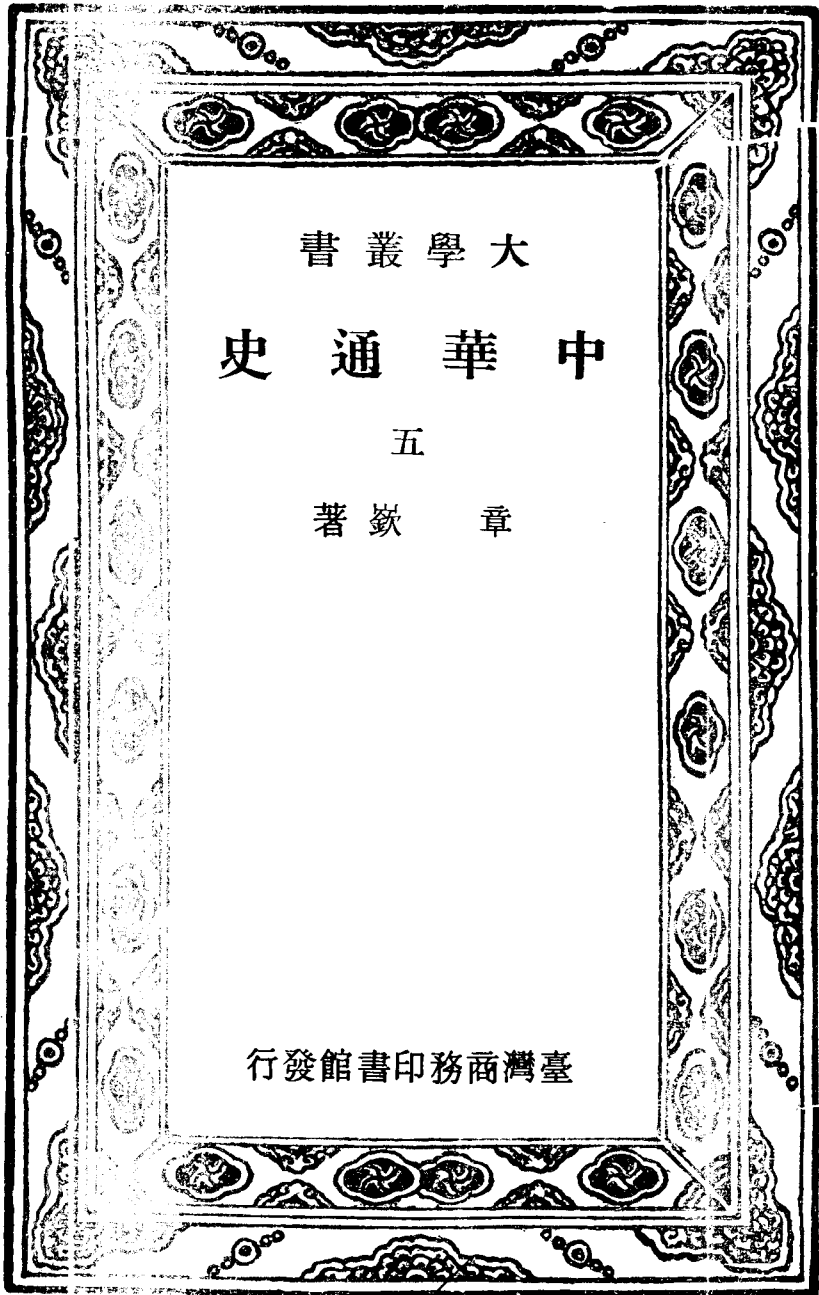 大學叢書
中華通史
五
章嶔著
臺灣商務印書館發行